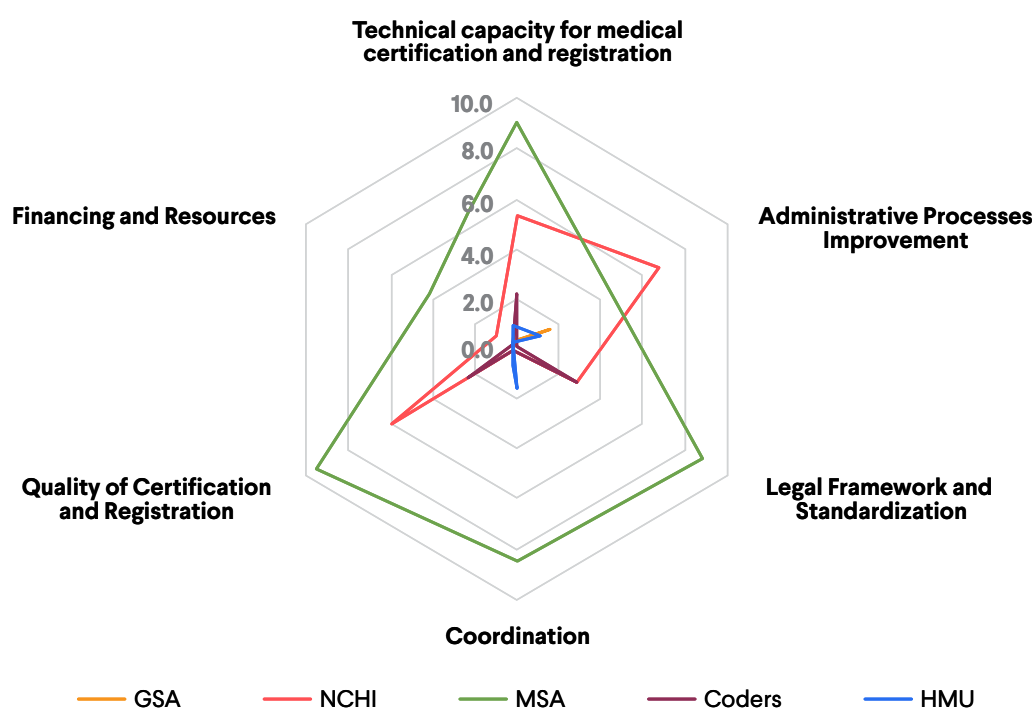 Technical capacity for medical
certification and registration
10.0
8.0
6.0
4.0
2.0
0.0
Financing and Resources
Administrative Processes
Improvement
Quality of Certification
and Registration
Legal Framework and
Standardization
Coordination
GSA NCHI MSA Coders HMU